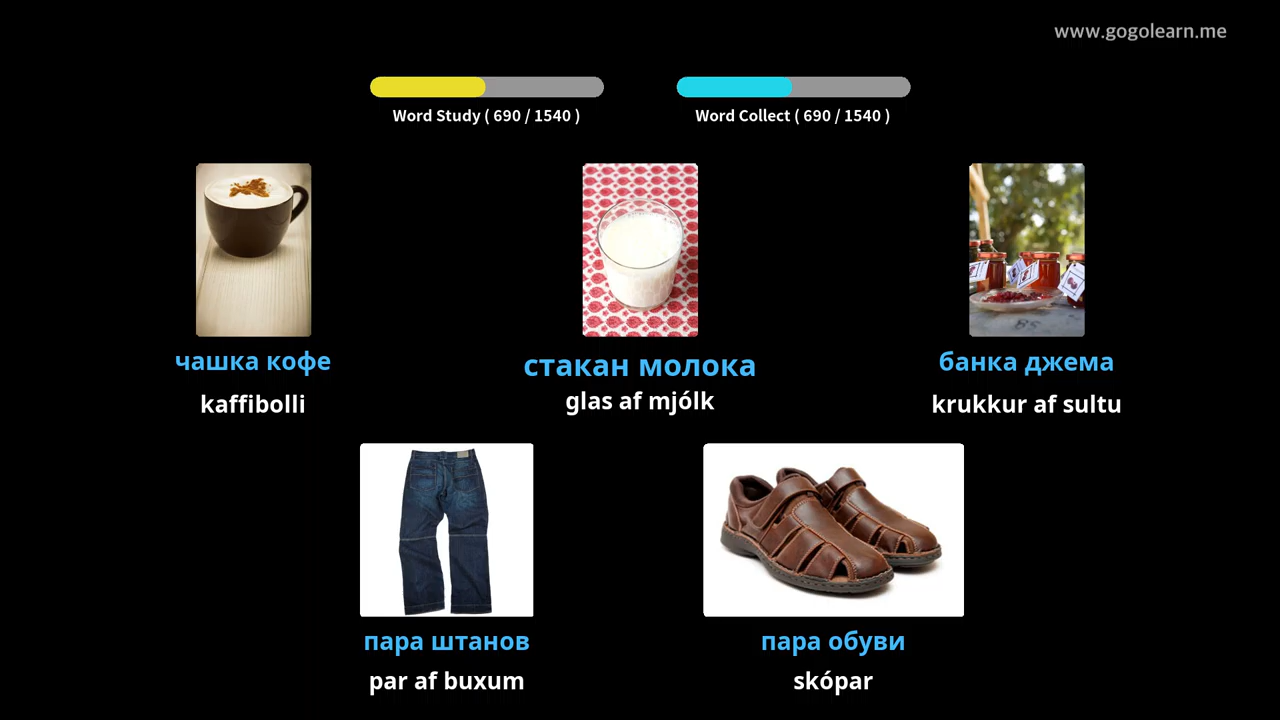 www.gogolearn.me
Word Study ( 690 / 1540 )
Word Collect ( 690 / 1540 )
чашка кофе
kaffibolli
стакан молока
glas af mjólk
банка джема
krukkur af sultu
пара штанов
par af buxum
пара обуви
skópar